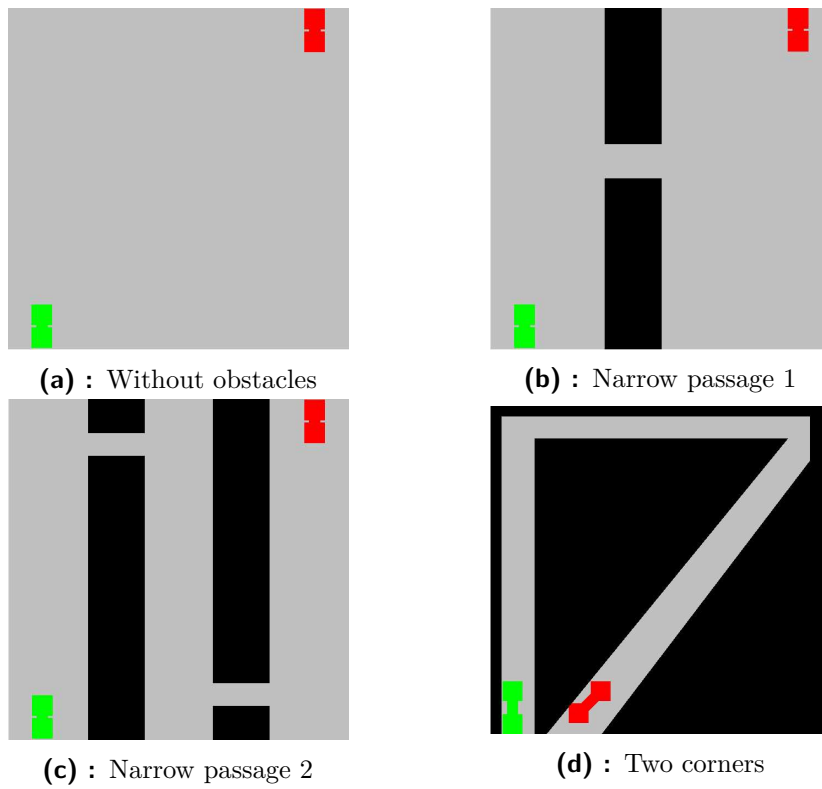 (a) : Without obstacles
(b) : Narrow passage 1
(c) : Narrow passage 2
(d) : Two corners